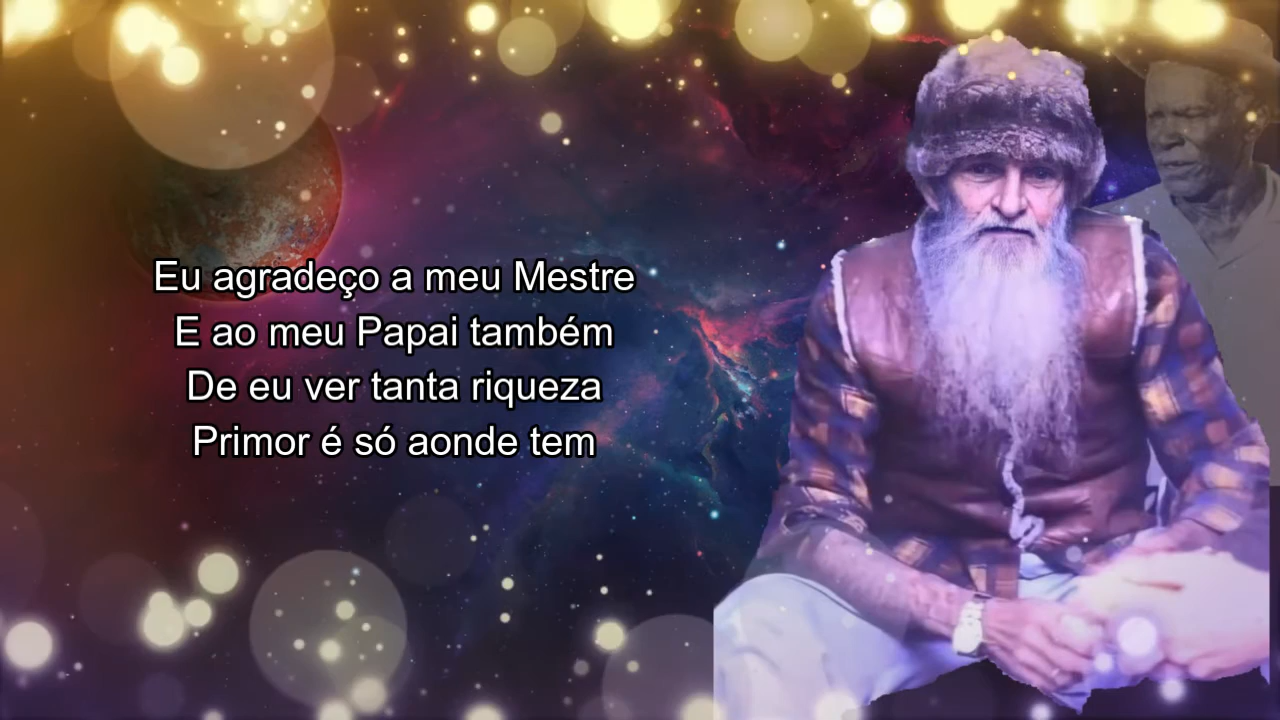 Eu agradeço a meu Mestre
E ao meu Papai também
De eu ver tanta riqueza
Primor é só aonde tem